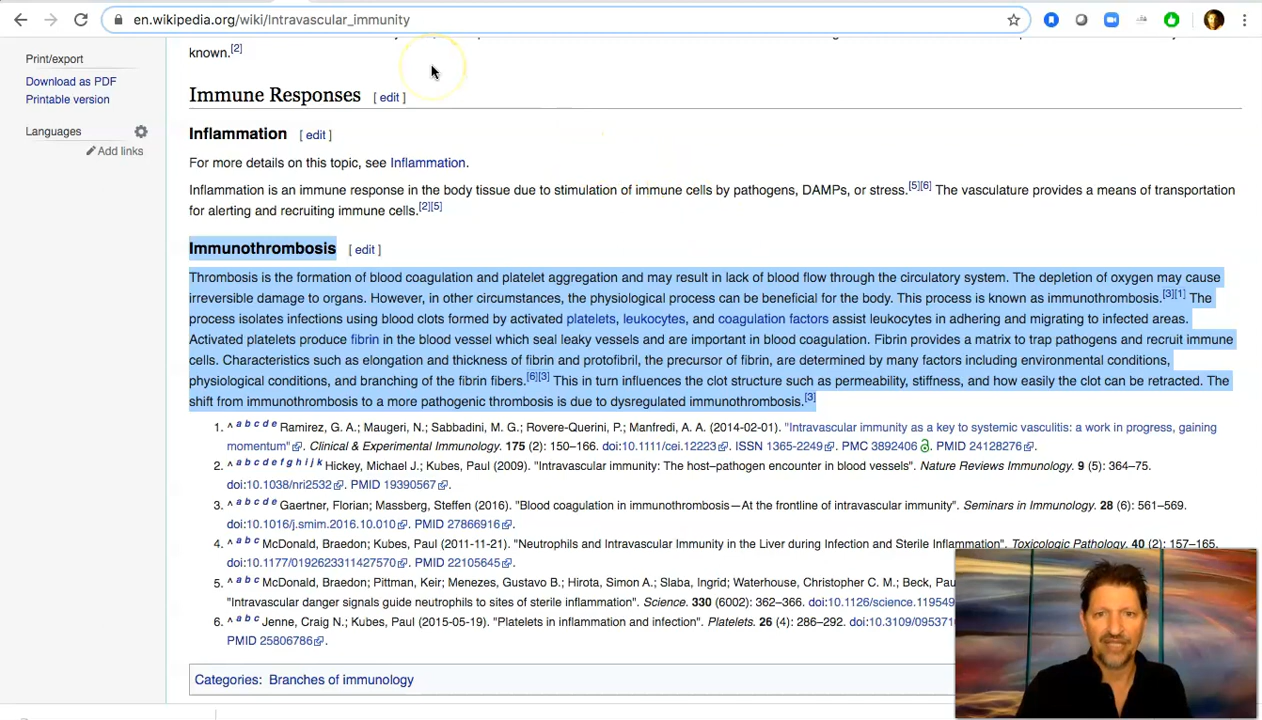 en.wikipedia.org/wiki/Intravascular_immunity
known.[2]
Print/export
Download as PDF
Printable version
Languages
Add links
Immune Responses [ edit ]
Inflammation [ edit ]
For more details on this topic, see Inflammation.
Inflammation is an immune response in the body tissue due to stimulation of immune cells by pathogens, DAMPs, or stress.[5][6] The vasculature provides a means of transportation
for alerting and recruiting immune cells.[2][5]
Immunothrombosis [ edit ]
Thrombosis is the formation of blood coagulation and platelet aggregation and may result in lack of blood flow through the circulatory system. The depletion of oxygen may cause
irreversible damage to organs. However, in other circumstances, the physiological process can be beneficial for the body. This process is known as immunothrombosis.[3][1] The
process isolates infections using blood clots formed by activated platelets, leukocytes, and coagulation factors assist leukocytes in adhering and migrating to infected areas.
Activated platelets produce fibrin in the blood vessel which seal leaky vessels and are important in blood coagulation. Fibrin provides a matrix to trap pathogens and recruit immune
cells. Characteristics such as elongation and thickness of fibrin and protofibril, the precursor of fibrin, are determined by many factors including environmental conditions,
physiological conditions, and branching of the fibrin fibers.[6][3] This in turn influences the clot structure such as permeability, stiffness, and how easily the clot can be retracted. The
shift from immunothrombosis to a more pathogenic thrombosis is due to dysregulated immunothrombosis.[3]
1. ^ a b c d e Ramirez, G. A.; Maugeri, N.; Sabbadini, M. G.; Rovere-Querini, P.; Manfredi, A. A. (2014-02-01). "Intravascular immunity as a key to systemic vasculitis: a work in progress, gaining
momentum". Clinical & Experimental Immunology. 175 (2): 150–166. doi:10.1111/cei.12223. ISSN 1365-2249. PMC 3892406. PMID 24128276.
2. ^ a b c d e f g h i j k Hickey, Michael J.; Kubes, Paul (2009). "Intravascular immunity: The host–pathogen encounter in blood vessels". Nature Reviews Immunology. 9 (5): 364–75.
doi:10.1038/nri2532. PMID 19390567.
3. ^ a b c d e Gaertner, Florian; Massberg, Steffen (2016). "Blood coagulation in immunothrombosis—At the frontline of intravascular immunity". Seminars in Immunology. 28 (6): 561–569.
doi:10.1016/j.smim.2016.10.010. PMID 27866916.
4. ^ a b c McDonald, Braedon; Kubes, Paul (2011-11-21). "Neutrophils and Intravascular Immunity in the Liver during Infection and Sterile Inflammation". Toxicologic Pathology. 40 (2): 157–165.
doi:10.1177/0192623311427570. PMID 22105645.
5. ^ a b c McDonald, Braedon; Pittman, Keir; Menezes, Gustavo B.; Hirota, Simon A.; Slaba, Ingrid; Waterhouse, Christopher C. M.; Beck, Pau
"Intravascular danger signals guide neutrophils to sites of sterile inflammation". Science. 330 (6002): 362–366. doi:10.1126/science.119549
6. ^ a b c Jenne, Craig N.; Kubes, Paul (2015-05-19). "Platelets in inflammation and infection". Platelets. 26 (4): 286–292. doi:10.3109/095371
PMID 25806786.
Categories: Branches of immunology